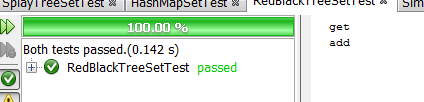 SplayTreeSetTest
HashMapSetTest
RedBlackTreeSetTest
100.00 %
Both tests passed.(0.142 s)
RedBlackTreeSetTest passed
get
add